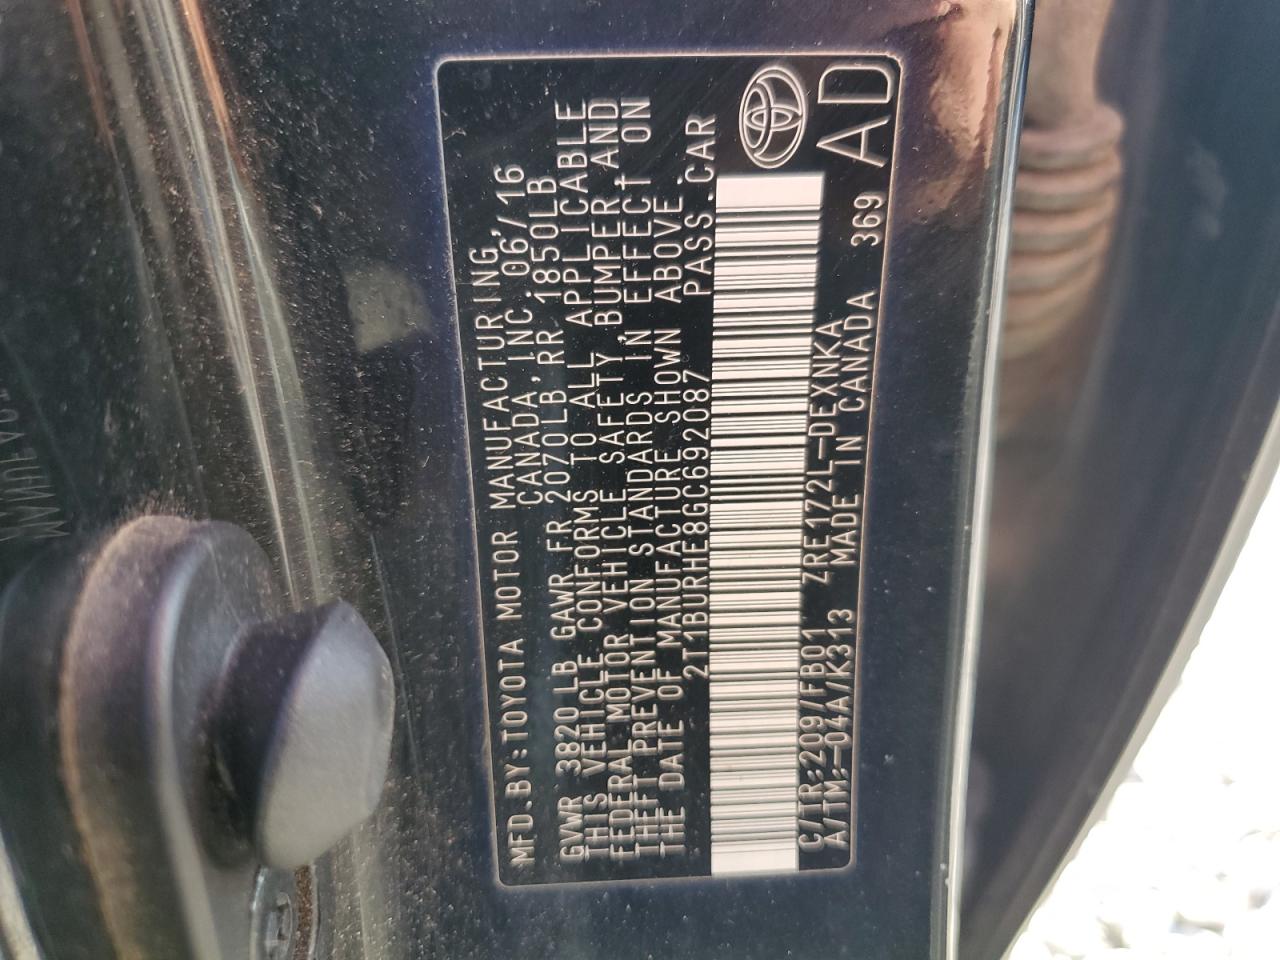 MFD.BY:TOYOTA MOTOR MANUFACTURING,
CANADA, INC. 06/16
GVWR 3820 LB GAWR FR 2070LB RR 1850LB
THIS VEHICLE CONFORMS TO ALL APPLICABLE
FEDERAL MOTOR VEHICLE SAFETY,BUMPER,AND
THEFT PREVENTION STANDARDS IN EFFECT ON
THE DATE OF MANUFACTURE SHOWN ABOVE.
2T1BURHE8GC692087 PASS.CAR
C/TR:209/FB01 ZRE172L-DEXNKA
A/TM:-04A/K313 MADE IN CANADA 369
AD